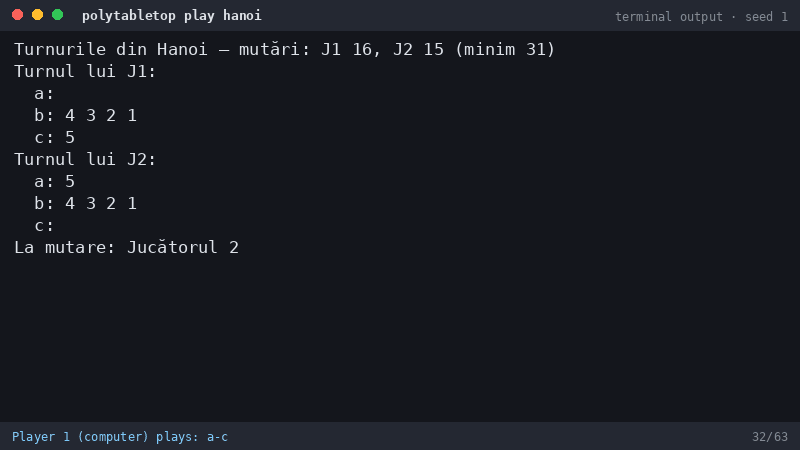 polytabletop play hanoi
terminal output · seed 1
Turnurile din Hanoi — mutări: J1 16, J2 15 (minim 31)
Turnul lui J1:
a:
b: 4 3 2 1
c: 5
Turnul lui J2:
a: 5
b: 4 3 2 1
c:
La mutare: Jucătorul 2
Player 1 (computer) plays: a-c
32/63